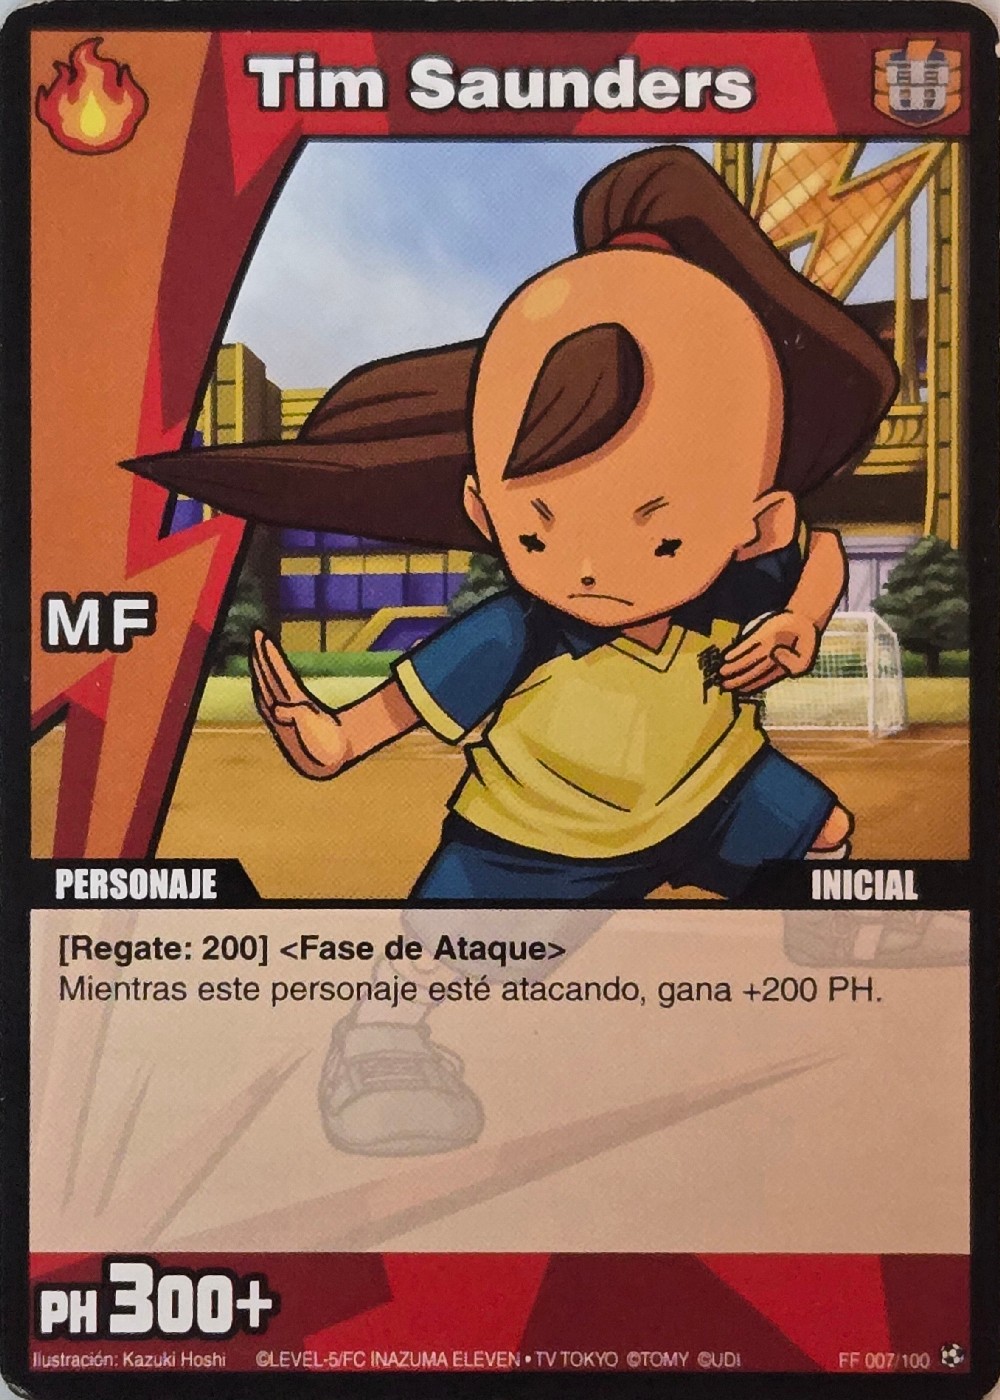 Tim Saunders
MF
PERSONAJE
INICIAL
[Regate: 200] <Fase de Ataque>
Mientras este personaje esté atacando, gana +200 PH.
PH 300+
Ilustración: Kazuki Hoshi ©LEVEL-5/FC INAZUMA ELEVEN • TV TOKYO ©TOMY ©UDI FF 007/100